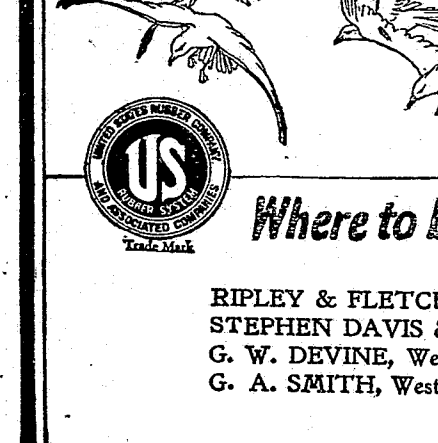 UNITED STATES RUBBER COMPANY
AND ASSOCIATED COMPANIES
US
RUBBER SYSTEM
Trade Mark
Where to
RIPLEY & FLETC
STEPHEN DAVIS &
G. W. DEVINE, We
G. A. SMITH, West